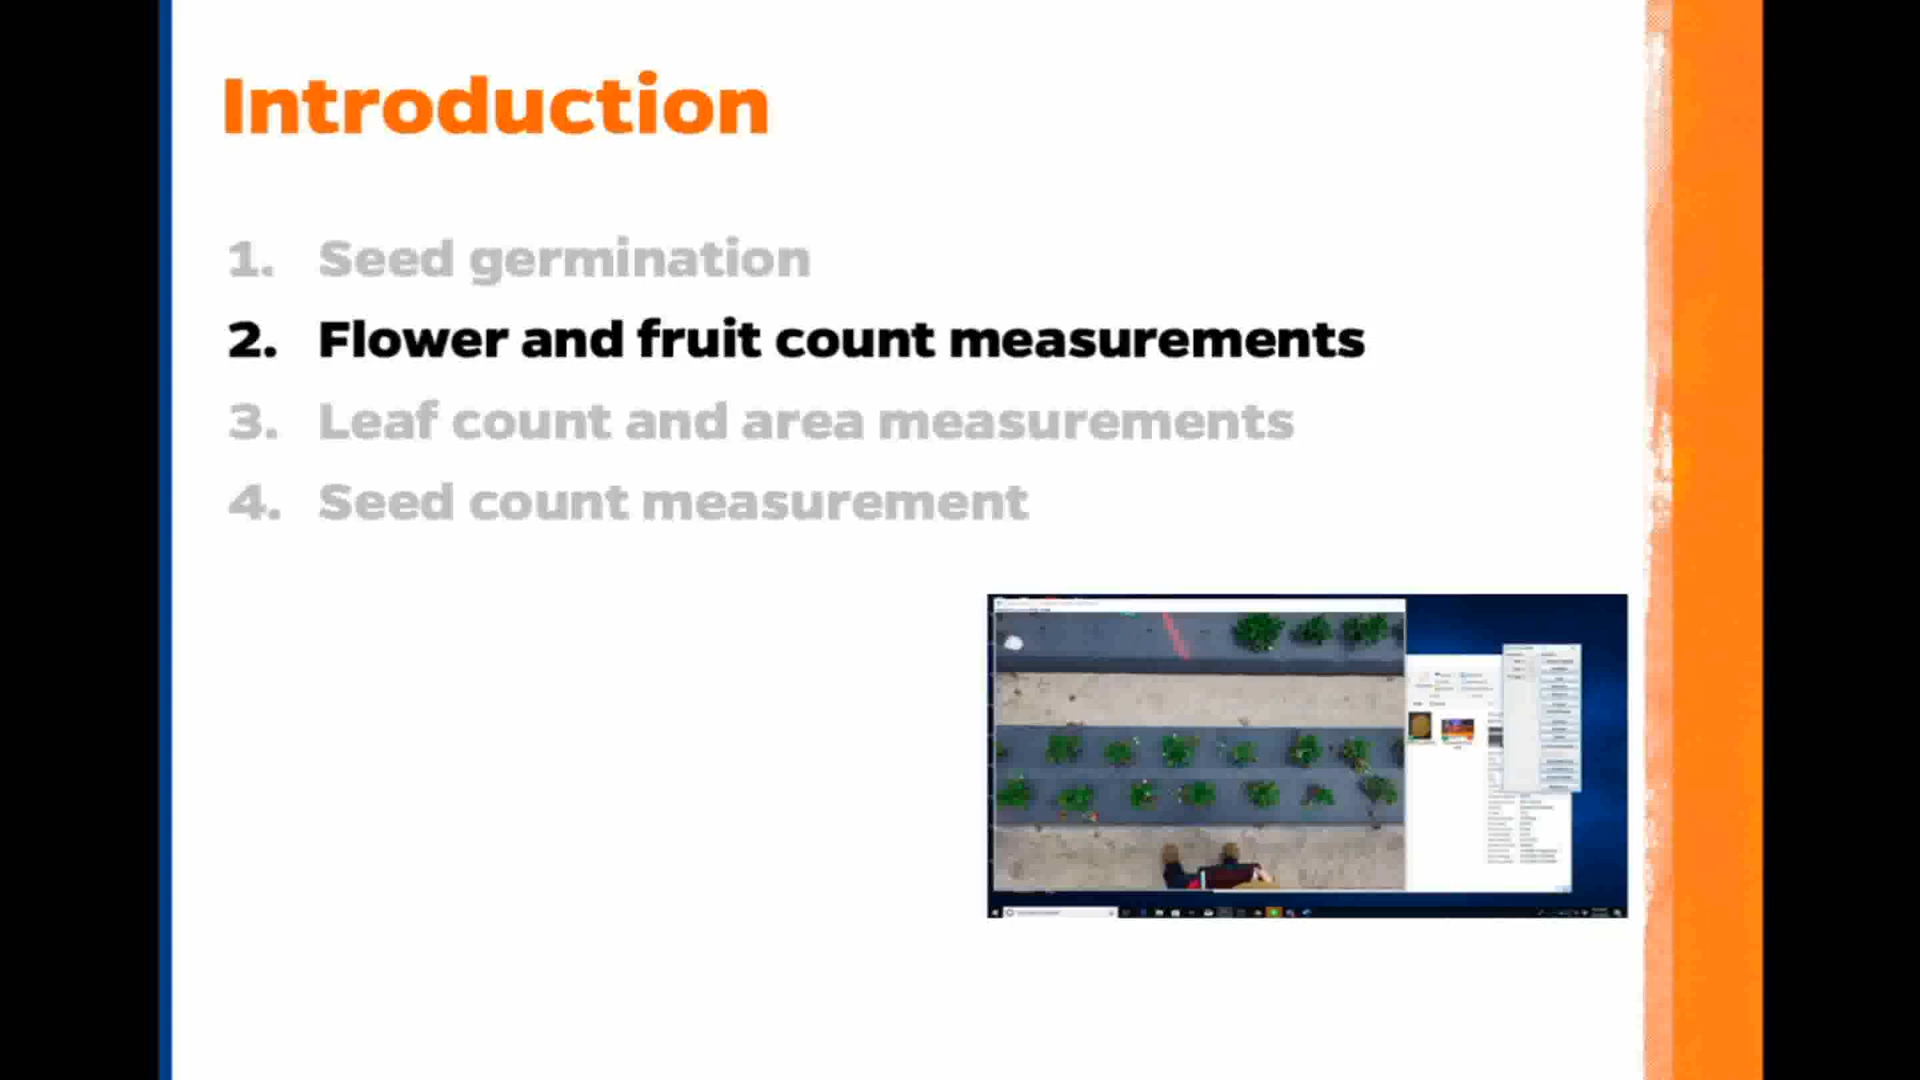 Introduction
1. Seed germination
2. Flower and fruit count measurements
3. Leaf count and area measurements
4. Seed count measurement